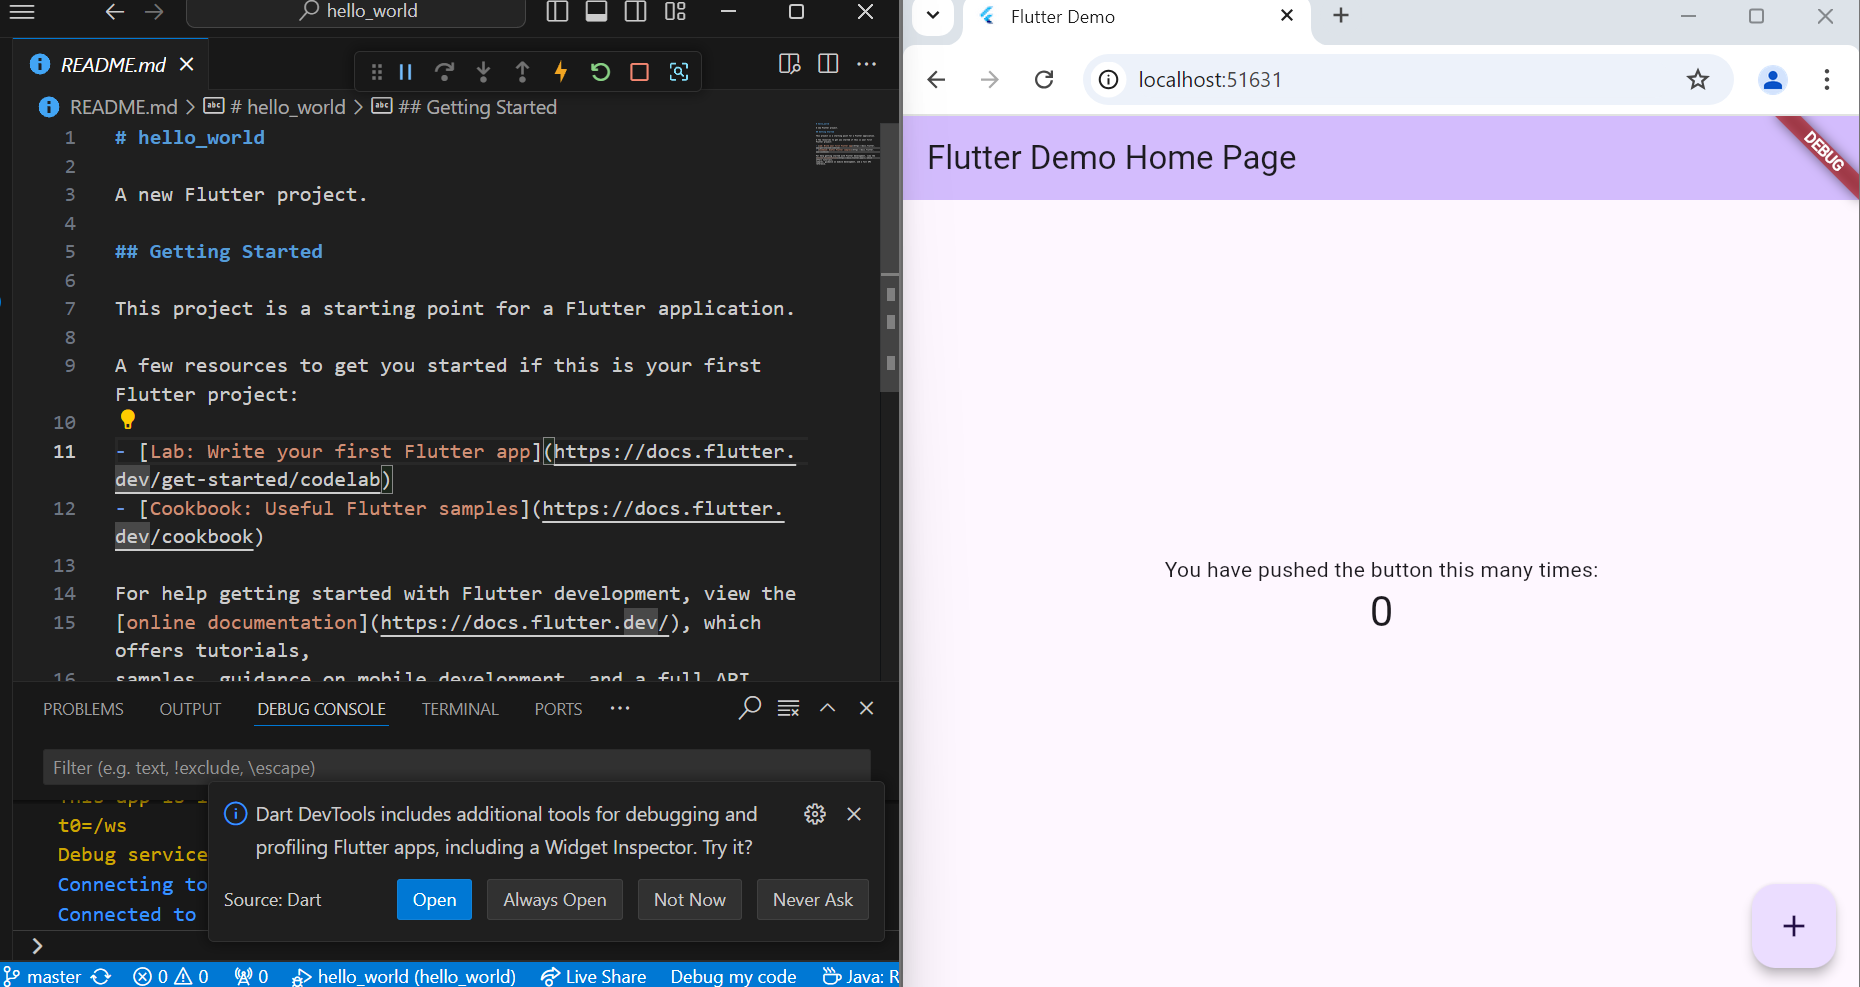 hello_world
README.md
README.md > # hello_world > ## Getting Started
1 # hello_world
2
3 A new Flutter project.
4
5 ## Getting Started
6
7 This project is a starting point for a Flutter application.
8
9 A few resources to get you started if this is your first
Flutter project:
10
11 - [Lab: Write your first Flutter app](https://docs.flutter.
dev/get-started/codelab)
12 - [Cookbook: Useful Flutter samples](https://docs.flutter.
dev/cookbook)
13
14 For help getting started with Flutter development, view the
15 [online documentation](https://docs.flutter.dev/), which
offers tutorials,
16 samples, guidance on mobile development, and a full API
PROBLEMS OUTPUT DEBUG CONSOLE TERMINAL PORTS
Filter (e.g. text, !exclude, \escape)
This app is
t0=/ws
Debug service
Connecting to
Connected to
Dart DevTools includes additional tools for debugging and
profiling Flutter apps, including a Widget Inspector. Try it?
Source: Dart Open Always Open Not Now Never Ask
master 0 0 0 hello_world (hello_world) Live Share Debug my code Java: R
Flutter Demo
localhost:51631
Flutter Demo Home Page
DEBUG
You have pushed the button this many times:
0